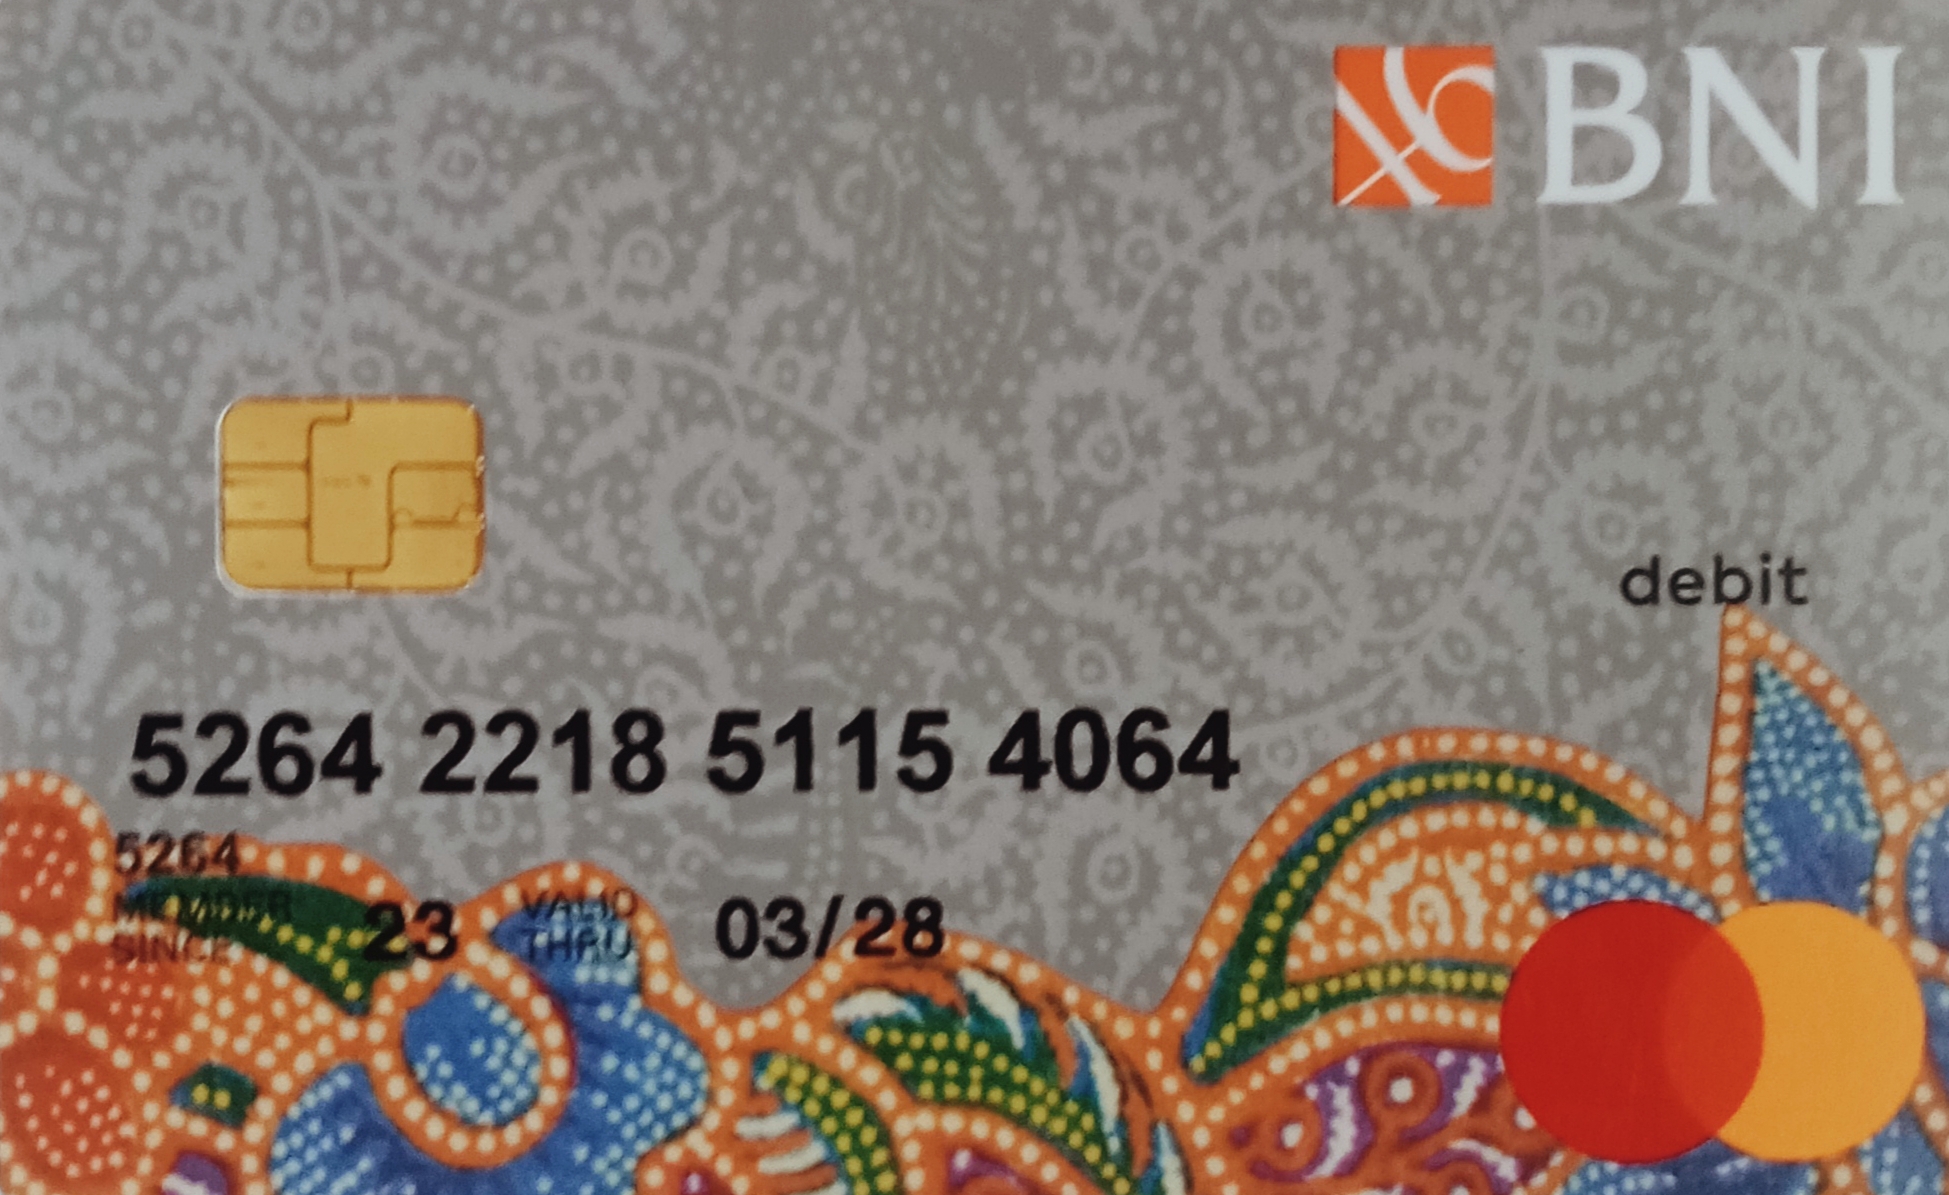 BNI
debit
5264 2218 5115 4064
5264
MEMBER SINCE 23 VALID THRU 03/28